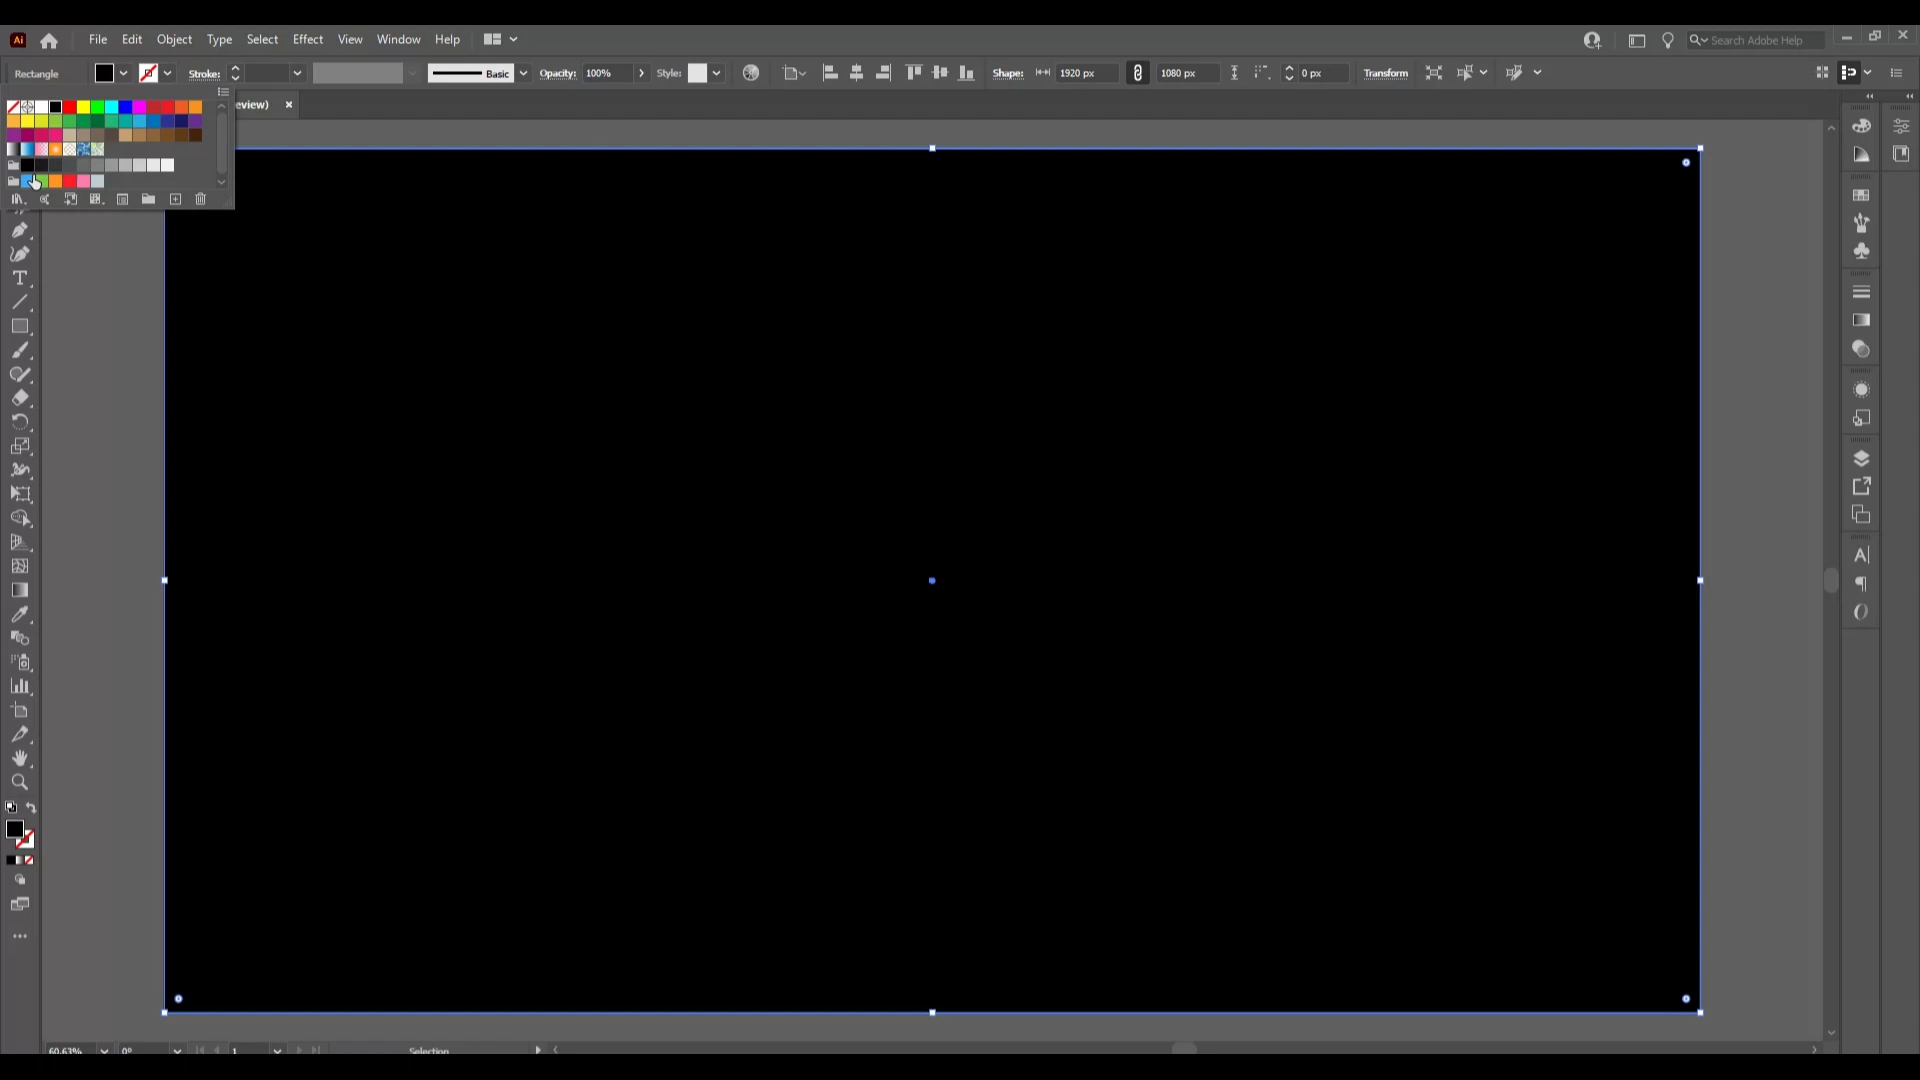 Ai
File Edit Object Type Select Effect View Window Help
Search Adobe Help
Rectangle Stroke: Basic Opacity: 100% Style: Shape: 1920 px 1080 px 0 px Transform
eview) ×
60.63% 0° 1 Selection